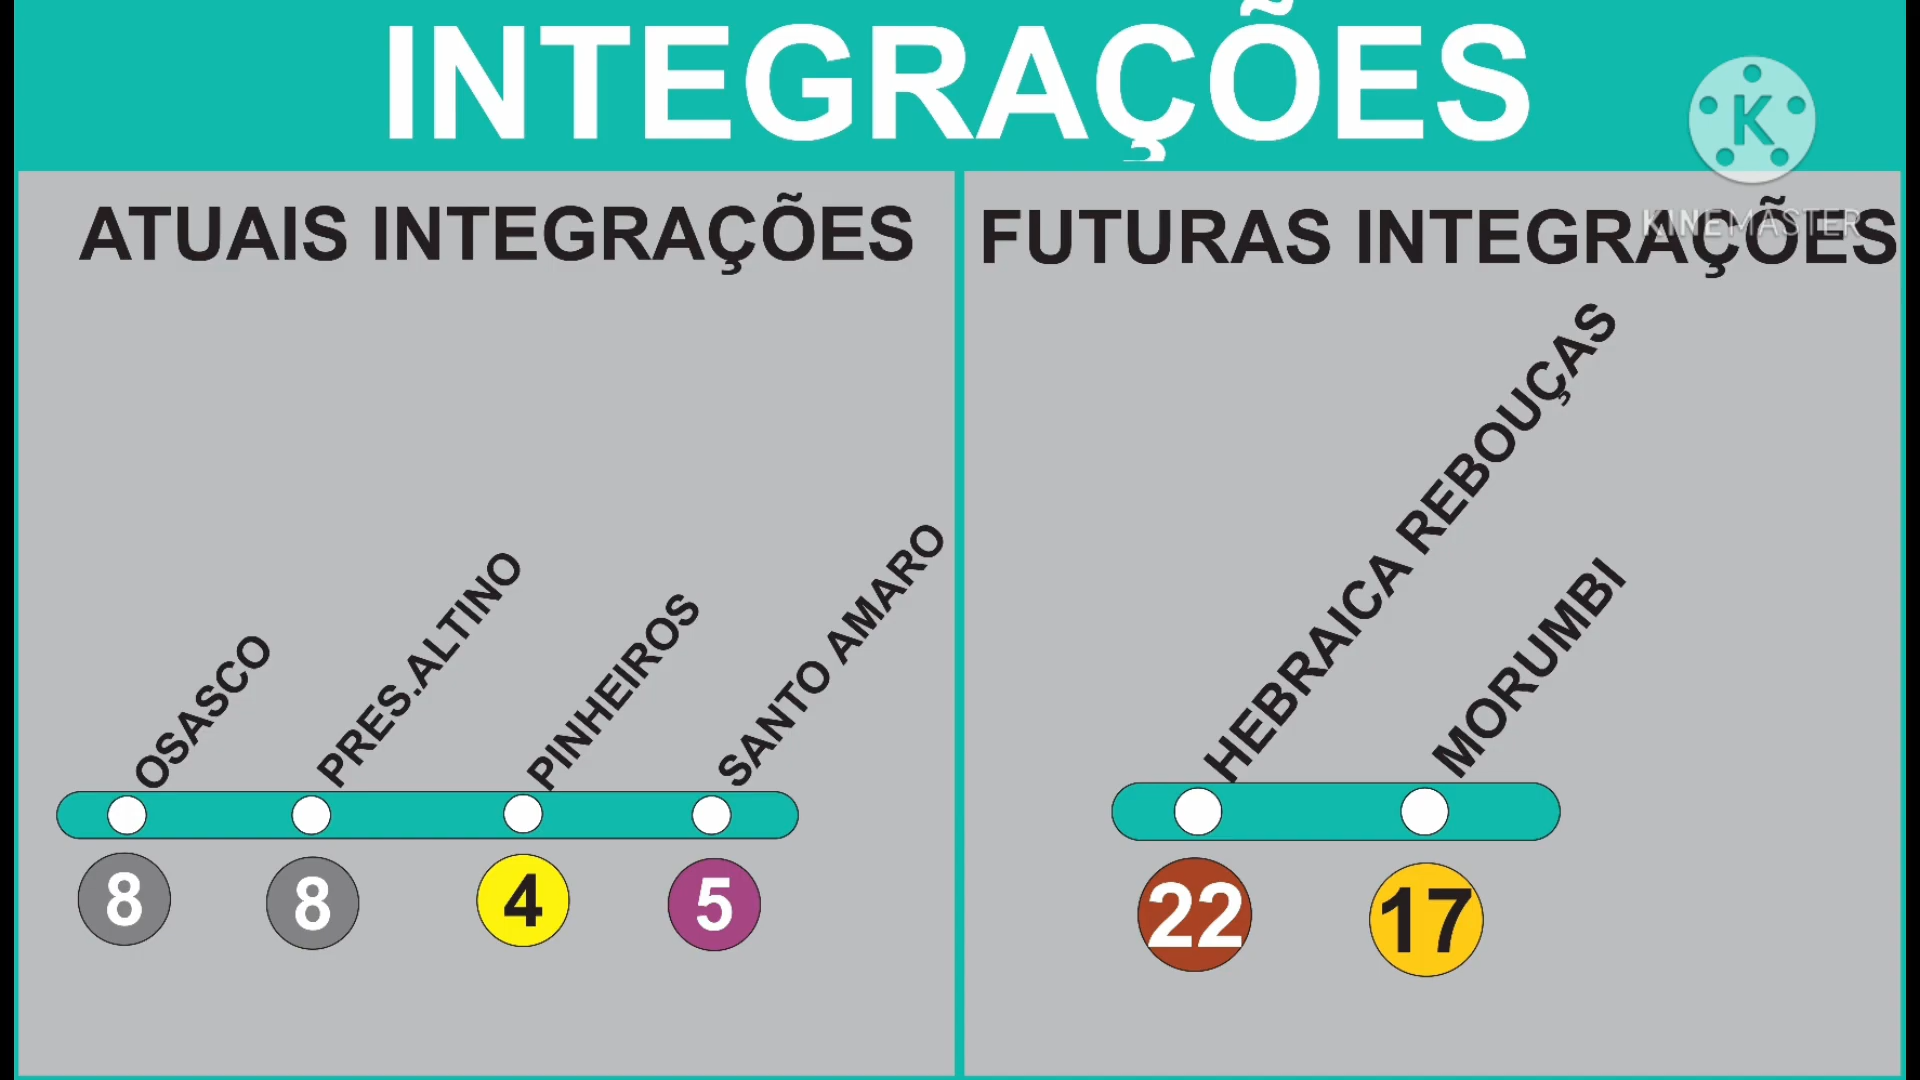 INTEGRAÇÕES
K
KINEMASTER
ATUAIS INTEGRAÇÕES
OSASCO
PRES.ALTINO
PINHEIROS
SANTO AMARO
8
8
4
5
FUTURAS INTEGRAÇÕES
HEBRAICA REBOUÇAS
MORUMBI
22
17